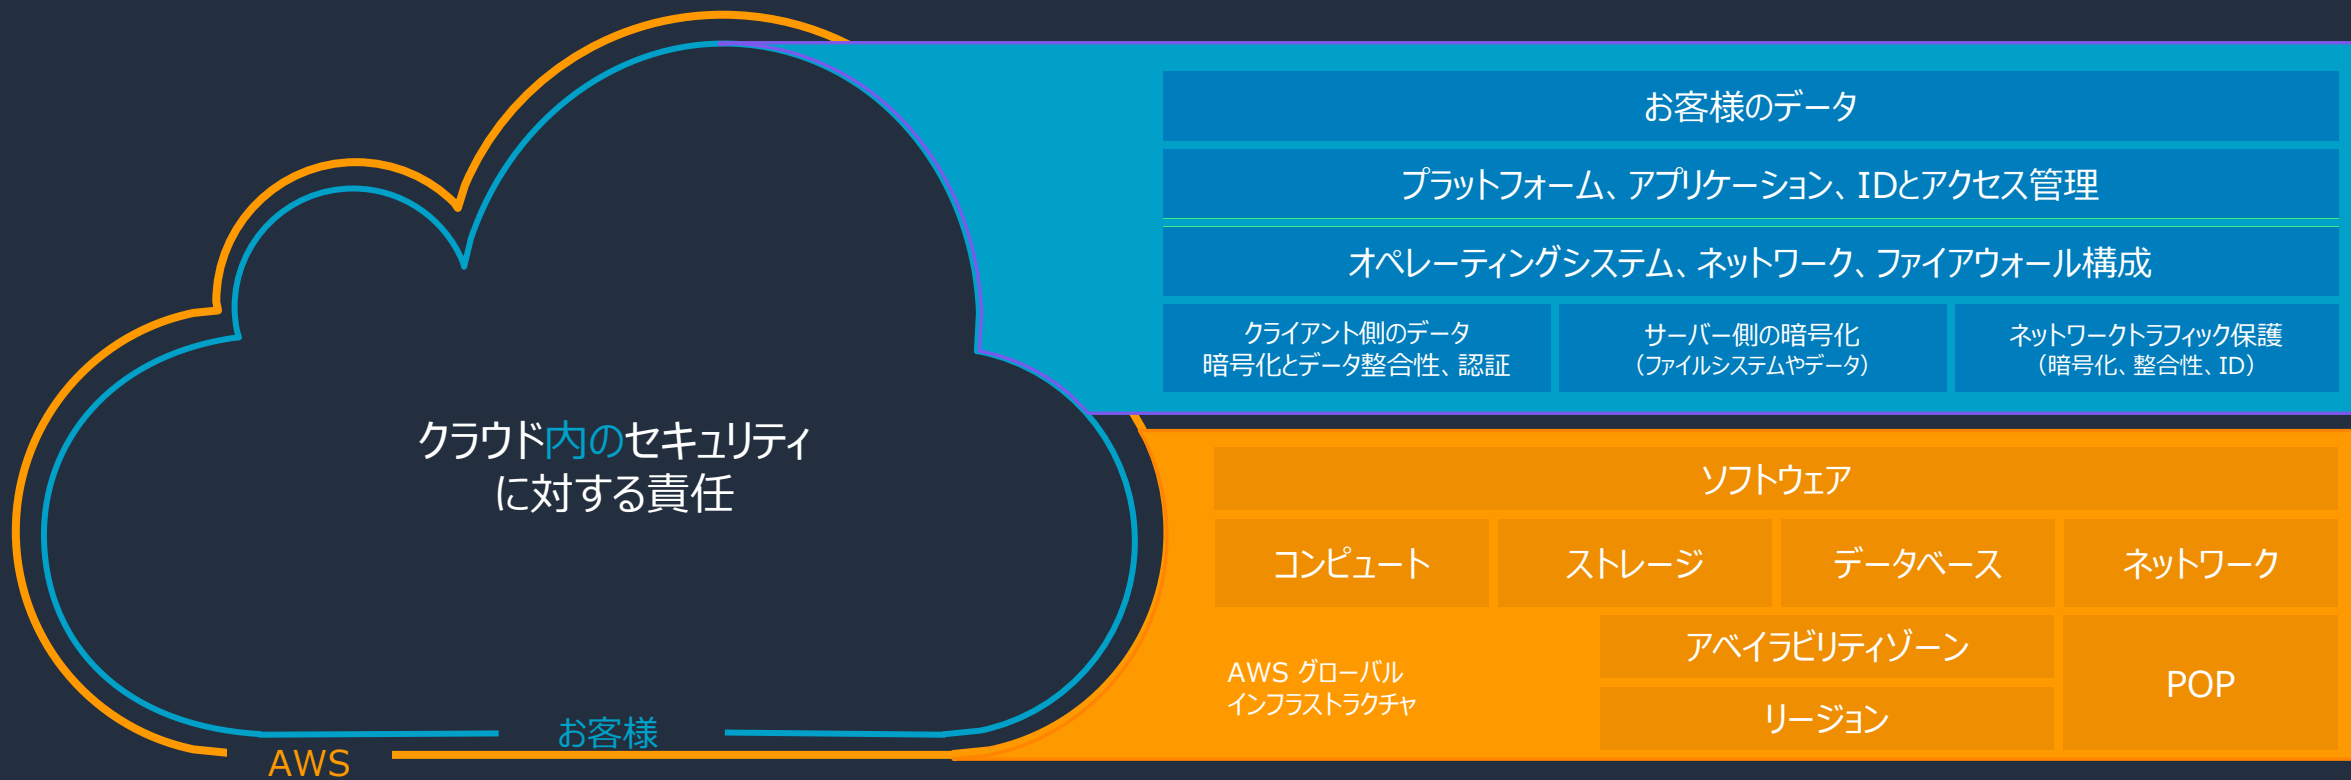 クラウド内のセキュリティ
に対する責任
お客様
AWS
お客様のデータ
プラットフォーム、アプリケーション、IDとアクセス管理
オペレーティングシステム、ネットワーク、ファイアウォール構成
クライアント側のデータ
暗号化とデータ整合性、認証
サーバー側の暗号化
（ファイルシステムやデータ）
ネットワークトラフィック保護
（暗号化、整合性、ID）
ソフトウェア
コンピュート
ストレージ
データベース
ネットワーク
AWS グローバル
インフラストラクチャ
アベイラビリティゾーン
リージョン
POP